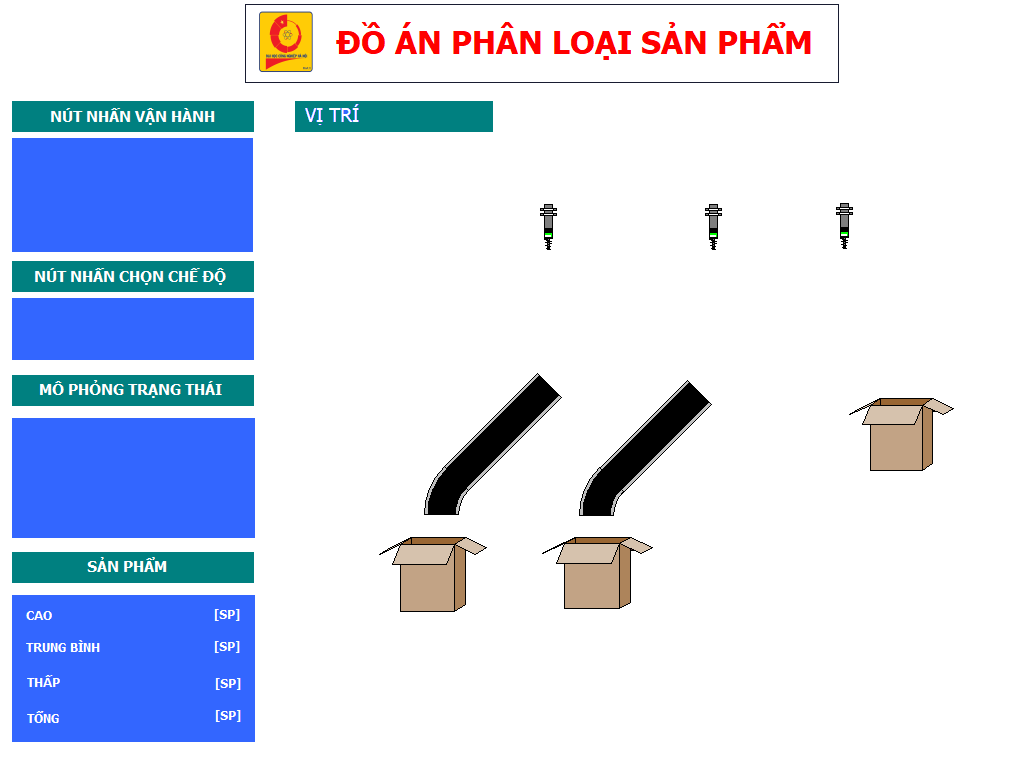 ĐỒ ÁN PHÂN LOẠI SẢN PHẨM
NÚT NHẤN VẬN HÀNH
VỊ TRÍ
NÚT NHẤN CHỌN CHẾ ĐỘ
MÔ PHỎNG TRẠNG THÁI
SẢN PHẨM
CAO [SP]
TRUNG BÌNH [SP]
THẤP [SP]
TỔNG [SP]